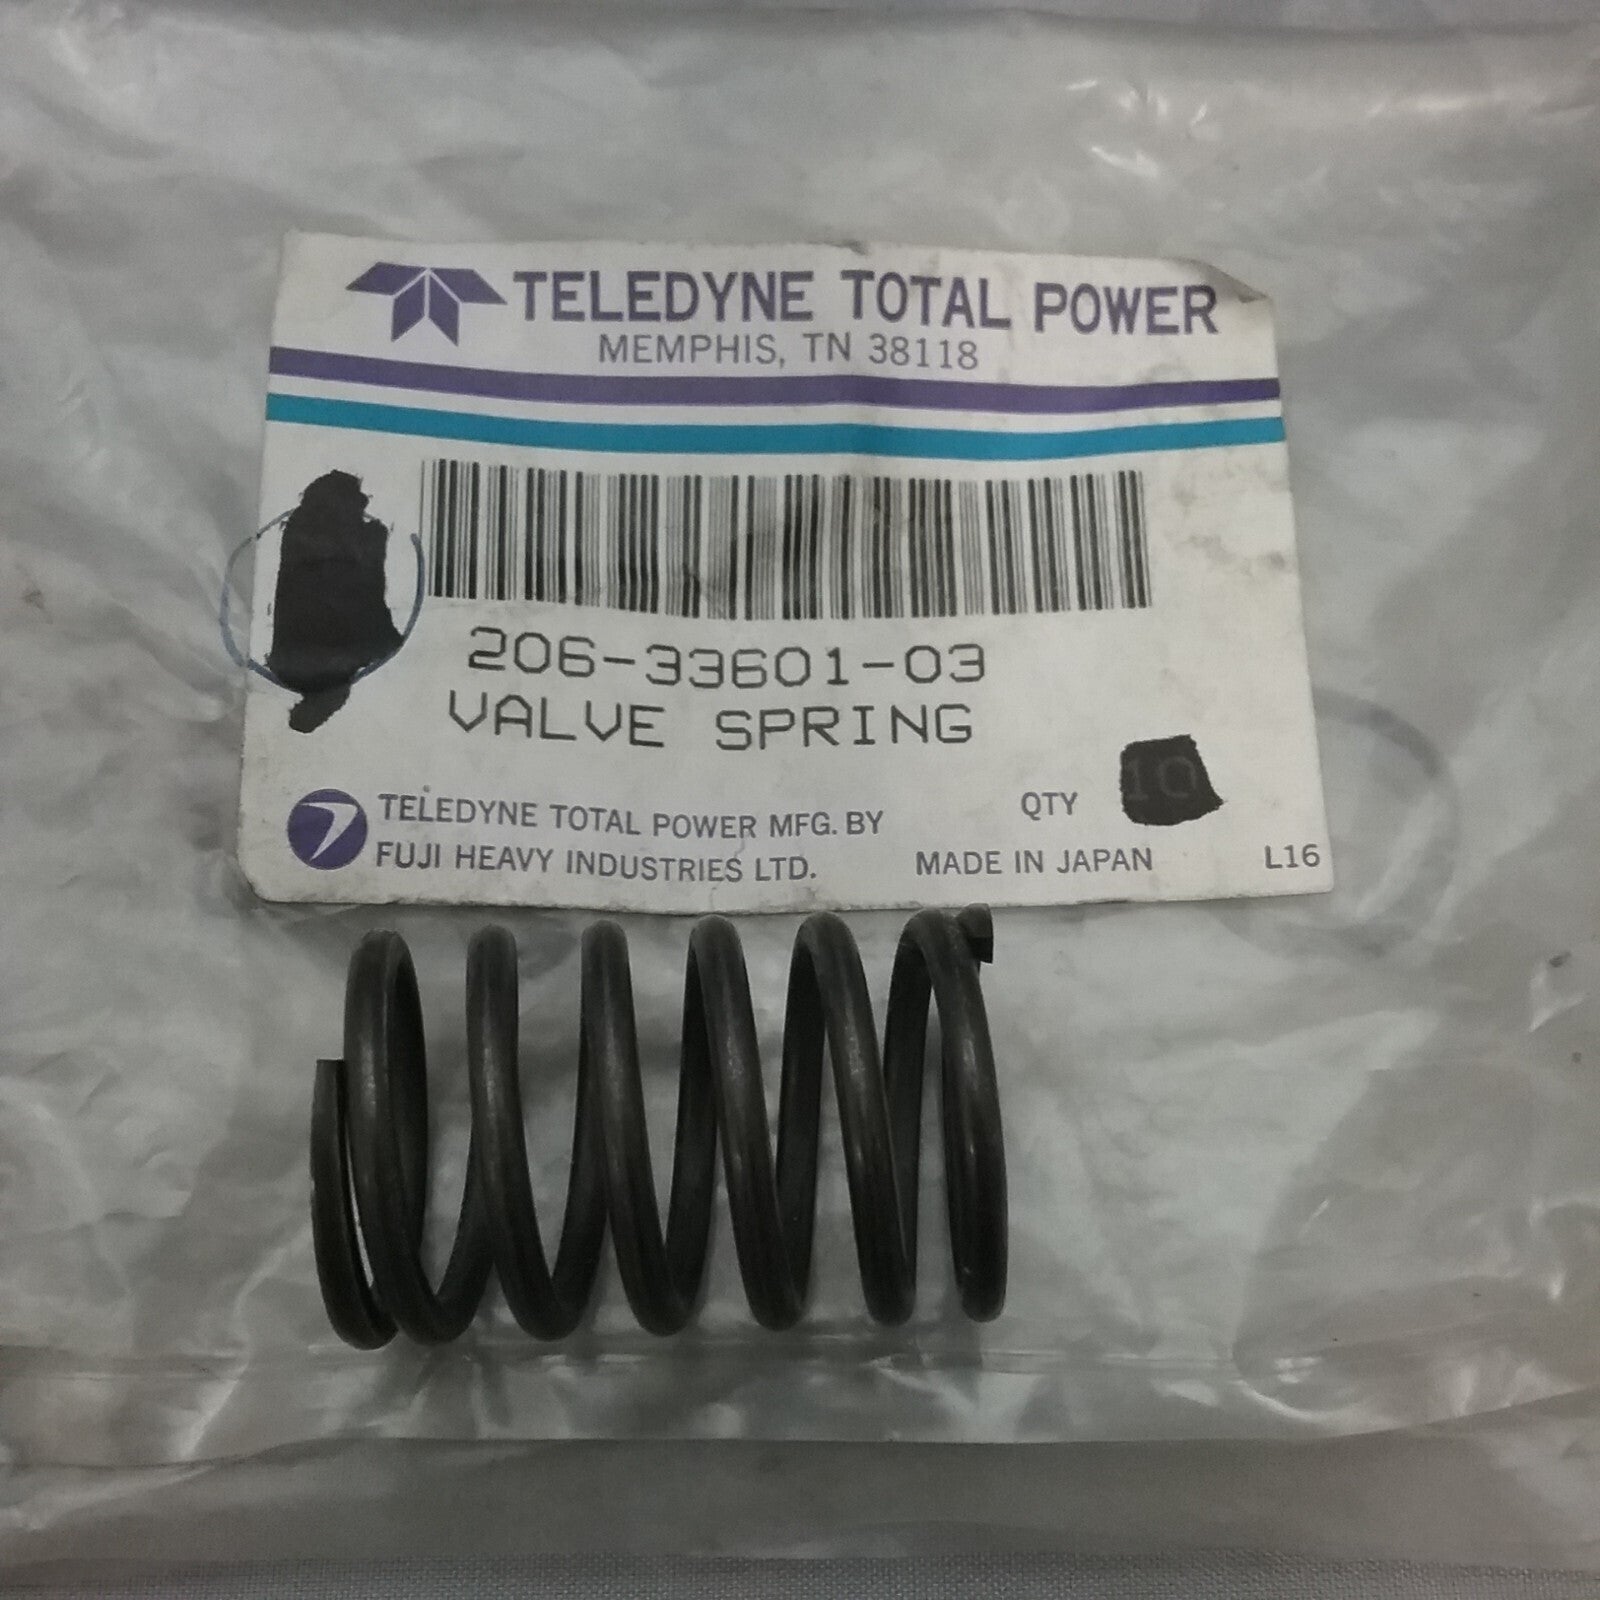 TELEDYNE TOTAL POWER
MEMPHIS, TN 38118
206-33601-03
VALVE SPRING
TELEDYNE TOTAL POWER MFG. BY
FUJI HEAVY INDUSTRIES LTD.
QTY 10
MADE IN JAPAN
L16